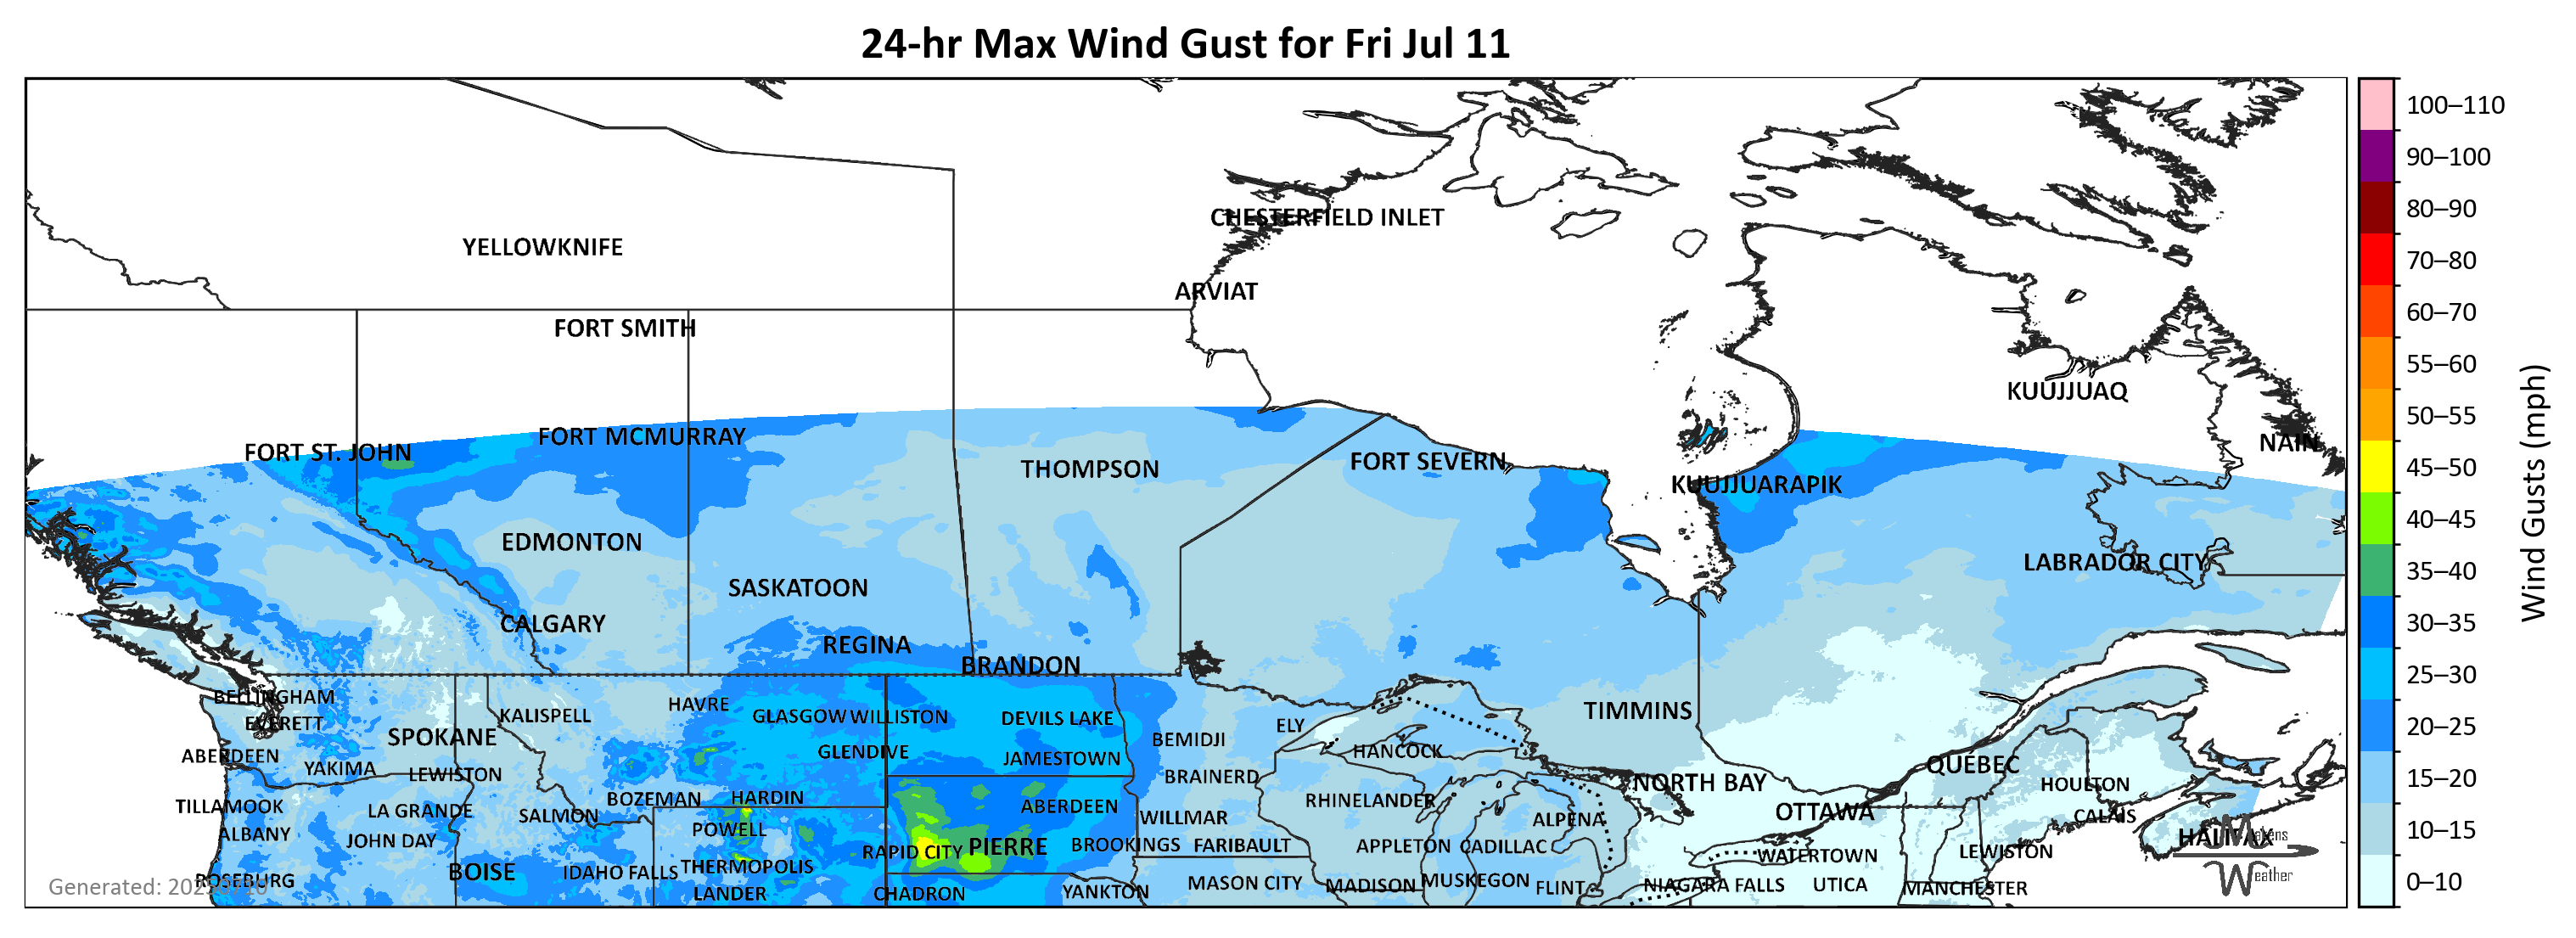 24-hr Max Wind Gust for Fri Jul 11
100–110
90–100
80–90
70–80
60–70
55–60
50–55
45–50
40–45
35–40
30–35
25–30
20–25
15–20
10–15
0–10
Wind Gusts (mph)
CHESTERFIELD INLET
YELLOWKNIFE
ARVIAT
FORT SMITH
KUUJJUAQ
FORT MCMURRAY
NAIN
FORT ST. JOHN
FORT SEVERN
THOMPSON
KUUJJUARAPIK
EDMONTON
LABRADOR CITY
SASKATOON
CALGARY
REGINA
BRANDON
BELLINGHAM
HAVRE
TIMMINS
KALISPELL
GLASGOW
WILLISTON
DEVILS LAKE
EVERETT
ELY
SPOKANE
BEMIDJI
GLENDIVE
HANCOCK
ABERDEEN
JAMESTOWN
QUÉBEC
YAKIMA
LEWISTON
BRAINERD
NORTH BAY
HOULTON
BOZEMAN
HARDIN
RHINELANDER
TILLAMOOK
ABERDEEN
LA GRANDE
OTTAWA
SALMON
CALAIS
WILLMAR
ALPENA
POWELL
ALBANY
HALIFAX
JOHN DAY
BROOKINGS
FARIBAULT
APPLETON
CADILLAC
PIERRE
RAPID CITY
LEWISTON
WATERTOWN
THERMOPOLIS
BOISE
IDAHO FALLS
ROSEBURG
MUSKEGON
MASON CITY
MADISON
NIAGARA FALLS
UTICA
FLINT
MANCHESTER
YANKTON
LANDER
CHADRON
Makens
Weather